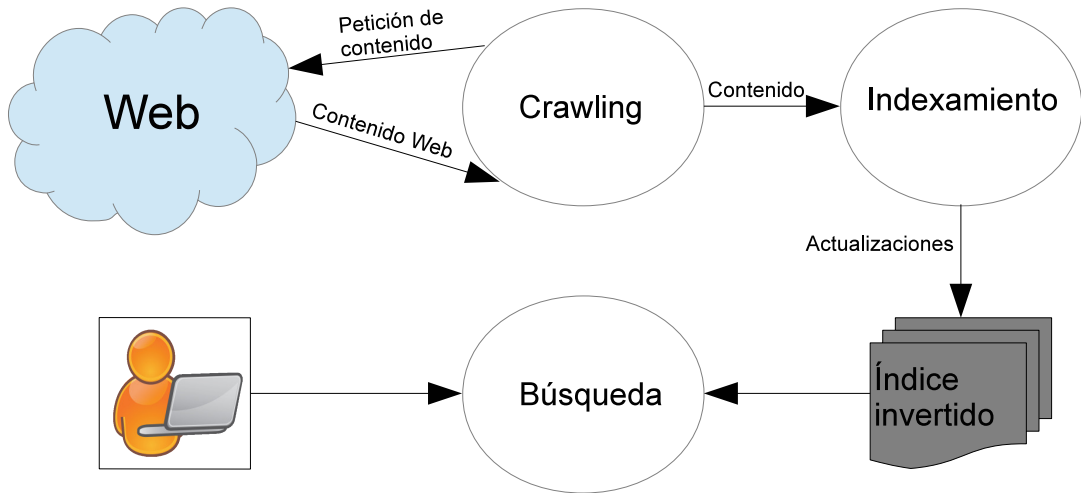 Petición de
contenido
Web
Crawling
Contenido
Indexamiento
Contenido Web
Actualizaciones
Búsqueda
Índice
invertido